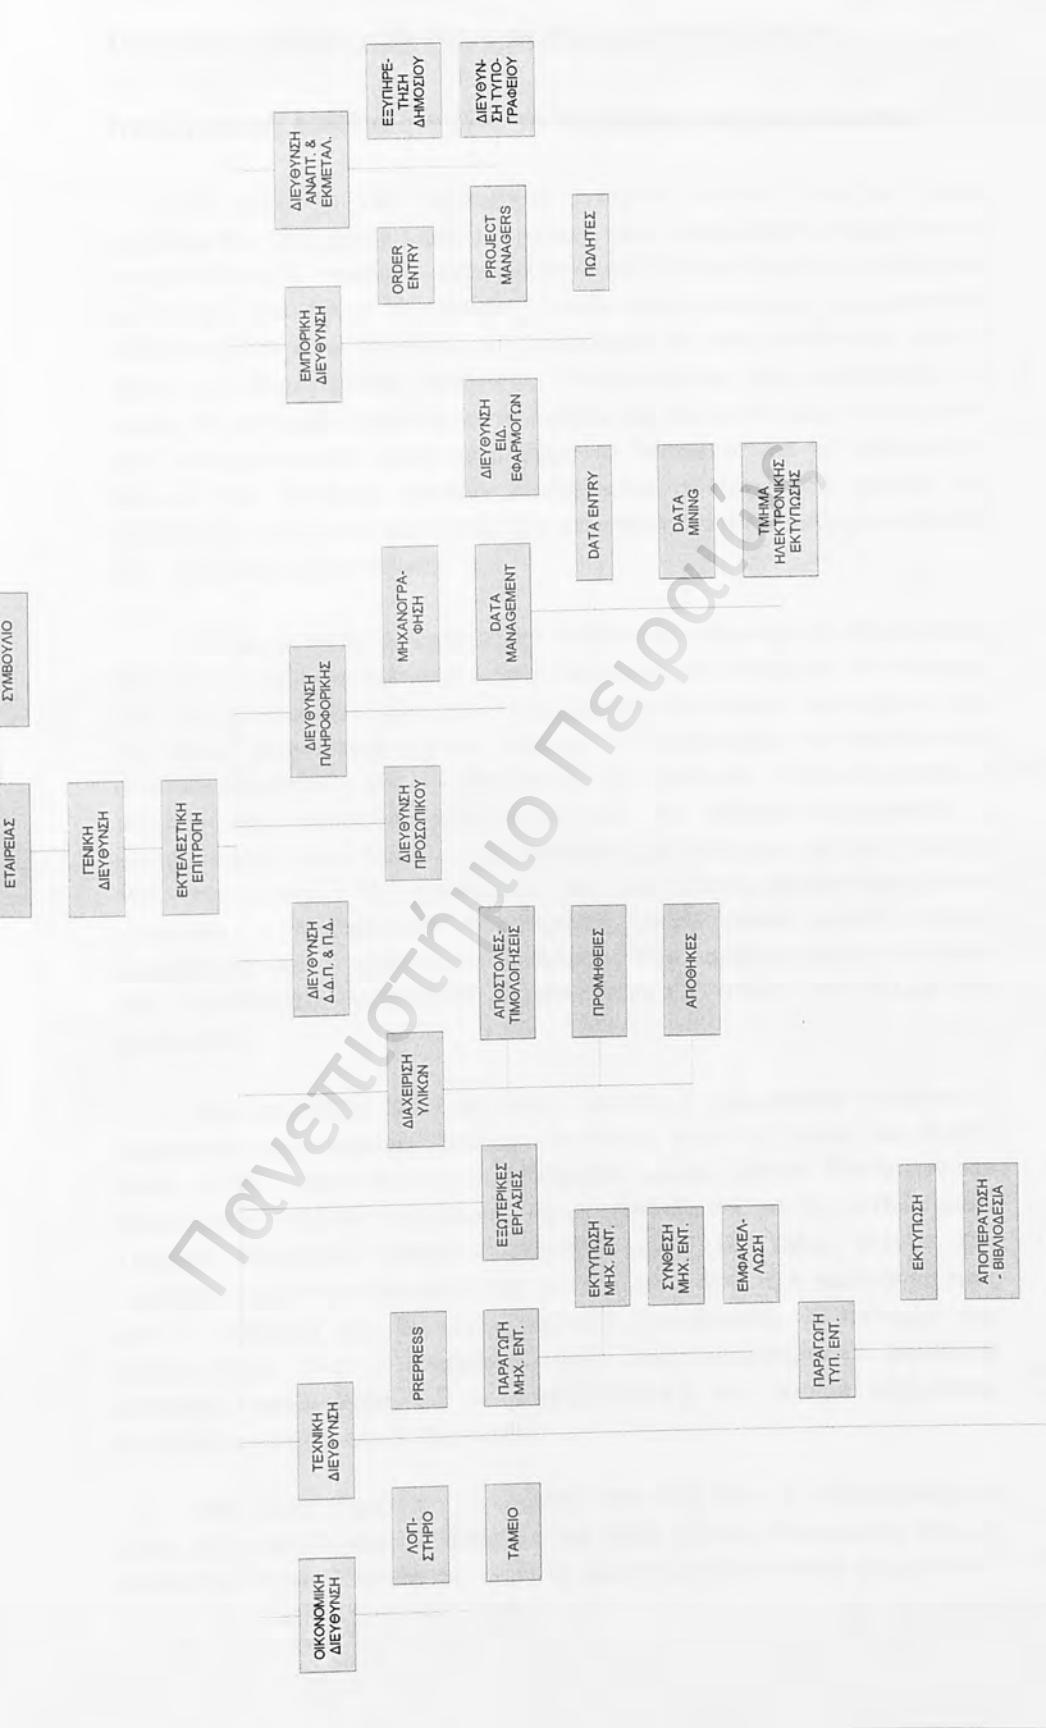 ΕΤΑΙΡΕΙΑΣ
ΣΥΜΒΟΥΛΙΟ
ΓΕΝΙΚΗ
ΔΙΕΥΘΥΝΣΗ
ΕΚΤΕΛΕΣΤΙΚΗ
ΕΠΙΤΡΟΠΗ
ΟΙΚΟΝΟΜΙΚΗ
ΔΙΕΥΘΥΝΣΗ
ΛΟΓΙ-
ΣΤΗΡΙΟ
ΤΑΜΕΙΟ
ΤΕΧΝΙΚΗ
ΔΙΕΥΘΥΝΣΗ
PREPRESS
ΠΑΡΑΓΩΓΗ
ΜΗΧ. ΕΝΤ.
ΕΚΤΥΠΩΣΗ
ΜΗΧ. ΕΝΤ.
ΣΥΝΘΕΣΗ
ΜΗΧ. ΕΝΤ.
ΕΜΦΑΚΕΛ-
ΛΩΣΗ
ΠΑΡΑΓΩΓΗ
ΤΥΠ. ΕΝΤ.
ΕΚΤΥΠΩΣΗ
ΑΠΟΠΕΡΑΤΩΣΗ
- ΒΙΒΛΙΟΔΕΣΙΑ
ΕΞΩΤΕΡΙΚΕΣ
ΕΡΓΑΣΙΕΣ
ΔΙΑΧΕΙΡΙΣΗ
ΥΛΙΚΩΝ
ΑΠΟΣΤΟΛΕΣ-
ΤΙΜΟΛΟΓΗΣΕΙΣ
ΠΡΟΜΗΘΕΙΕΣ
ΑΠΟΘΗΚΕΣ
ΔΙΕΥΘΥΝΣΗ
Δ.Δ.Π. & Π.Δ.
ΔΙΕΥΘΥΝΣΗ
ΠΡΟΣΩΠΙΚΟΥ
ΔΙΕΥΘΥΝΣΗ
ΠΛΗΡΟΦΟΡΙΚΗΣ
ΜΗΧΑΝΟΓΡΑ-
ΦΗΣΗ
DATA
MANAGEMENT
DATA ENTRY
DATA
MINING
ΤΜΗΜΑ
ΗΛΕΚΤΡΟΝΙΚΗΣ
ΕΚΤΥΠΩΣΗΣ
ΔΙΕΥΘΥΝΣΗ
ΕΙΔ.
ΕΦΑΡΜΟΓΩΝ
ΕΜΠΟΡΙΚΗ
ΔΙΕΥΘΥΝΣΗ
ORDER
ENTRY
PROJECT
MANAGERS
ΠΩΛΗΤΕΣ
ΔΙΕΥΘΥΝΣΗ
ΑΝΑΠΤ. &
ΕΚΜΕΤΑΛ.
ΕΞΥΠΗΡΕ-
ΤΗΣΗ
ΔΗΜΟΣΙΟΥ
ΔΙΕΥΘΥΝ-
ΣΗ ΤΥΠΟ-
ΓΡΑΦΕΙΟΥ
Πανεπιστήμιο Πειραιώς